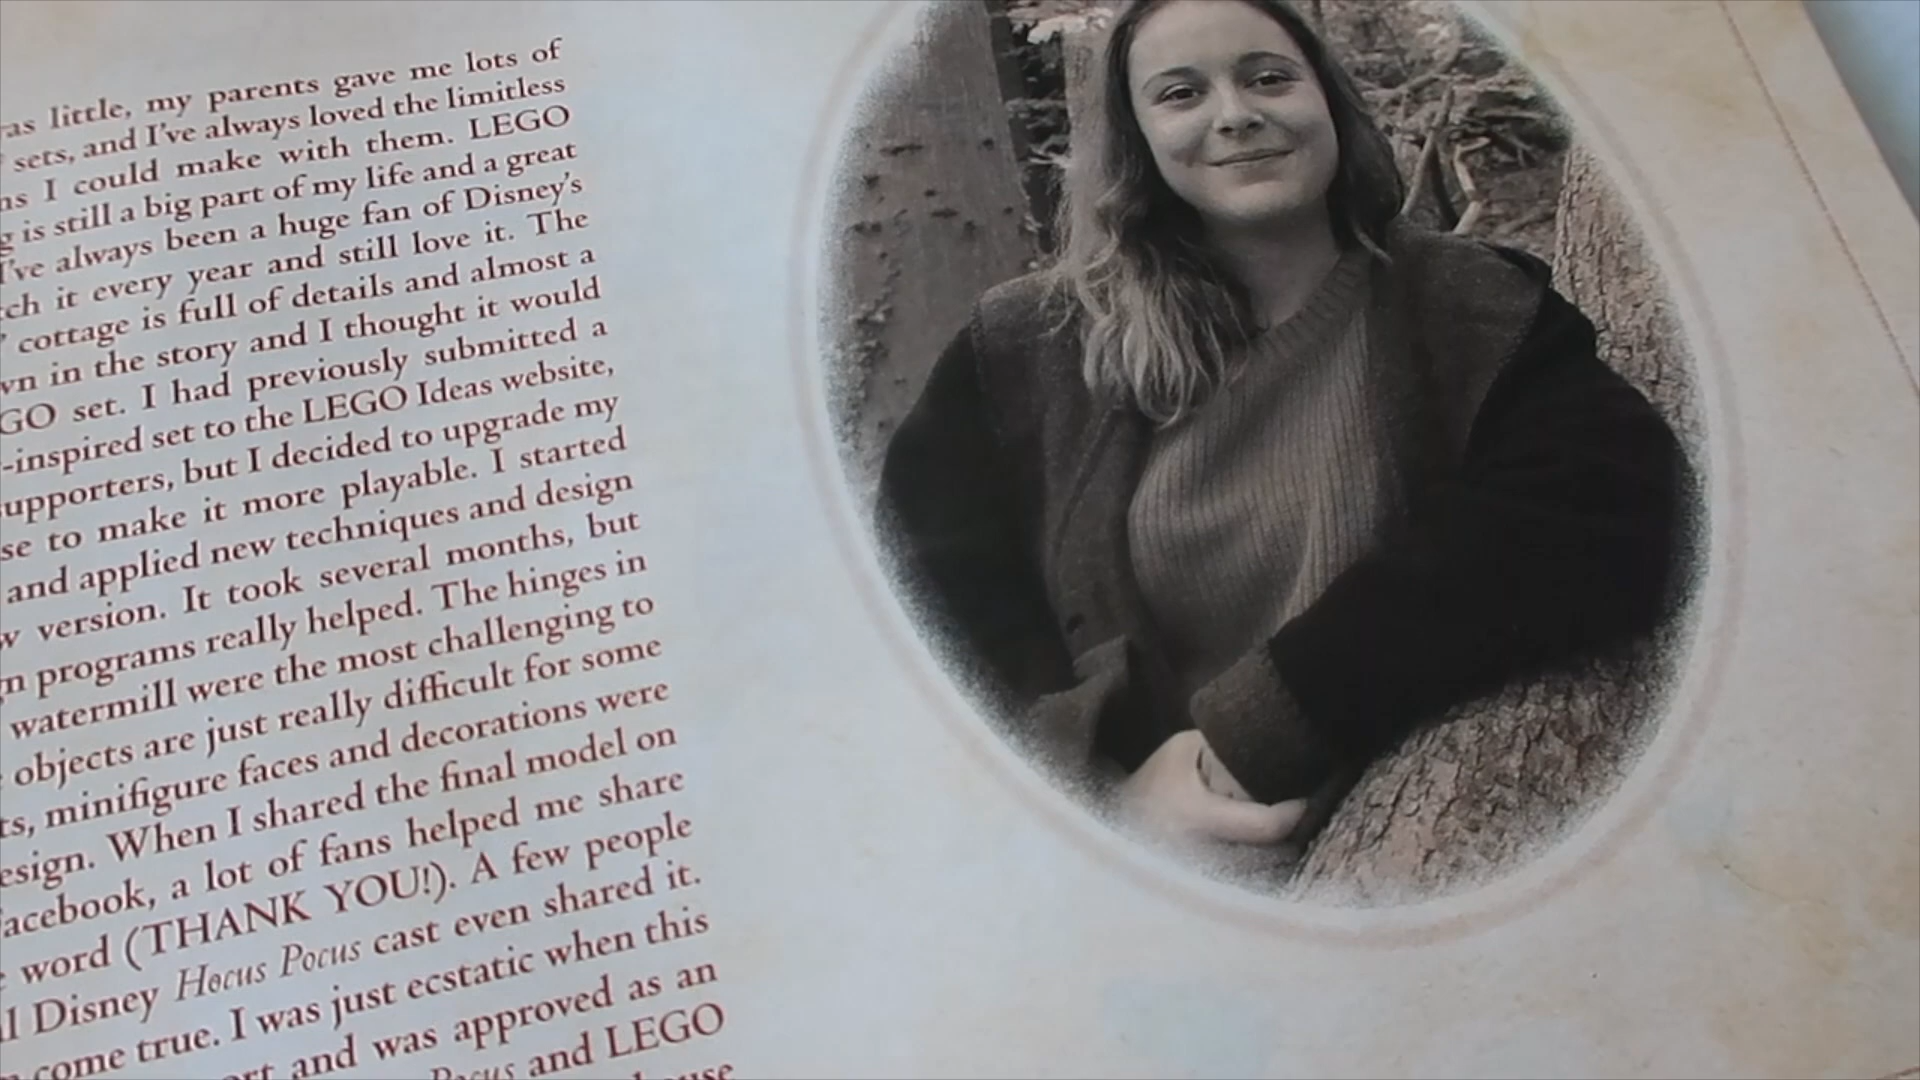 as little, my parents gave me lots of
sets, and I've always loved the limitless
ns I could make with them. LEGO
g is still a big part of my life and a great
I've always been a huge fan of Disney's
ch it every year and still love it. The
' cottage is full of details and almost a
wn in the story and I thought it would
GO set. I had previously submitted a
-inspired set to the LEGO Ideas website,
upporters, but I decided to upgrade my
se to make it more playable. I started
and applied new techniques and design
w version. It took several months, but
n programs really helped. The hinges in
watermill were the most challenging to
objects are just really difficult for some
ts, minifigure faces and decorations were
esign. When I shared the final model on
acebook, a lot of fans helped me share
word (THANK YOU!). A few people
l Disney Hocus Pocus cast even shared it.
come true. I was just ecstatic when this
ort and was approved as an
Pocus and LEGO
ouse